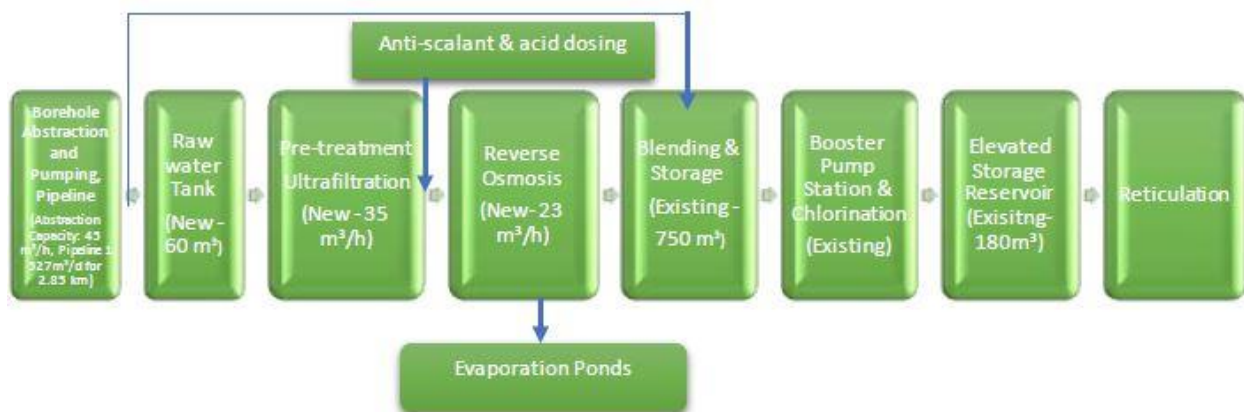 Anti-scalant & acid dosing
Borehole
Abstraction
and
Pumping,
Pipeline
(Abstraction
Capacity: 45
m³/h, Pipeline 1
527m³/d for
2.85 km)
Raw
water
Tank
(New -
60 m³)
Pre-treatment
Ultrafiltration
(New - 35
m³/h)
Reverse
Osmosis
(New - 23
m³/h)
Blending &
Storage
(Existing -
750 m³)
Booster
Pump
Station &
Chlorination
(Existing)
Elevated
Storage
Reservoir
(Exisitng-
180m³)
Reticulation
Evaporation Ponds